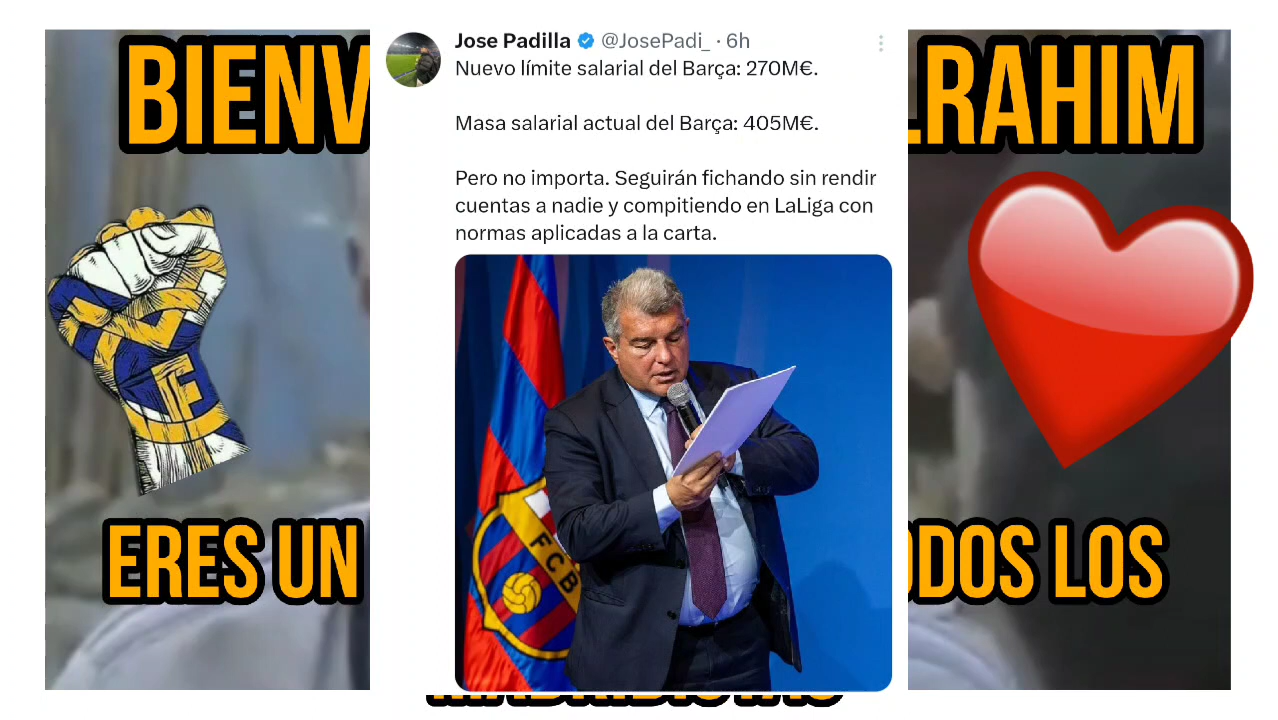 BIENV
Jose Padilla @JosePadi_ · 6h
Nuevo límite salarial del Barça: 270M€.
Masa salarial actual del Barça: 405M€.
Pero no importa. Seguirán fichando sin rendir
cuentas a nadie y compitiendo en LaLiga con
normas aplicadas a la carta.
LRAHIM
FCB
ERES UN
ODOS LOS